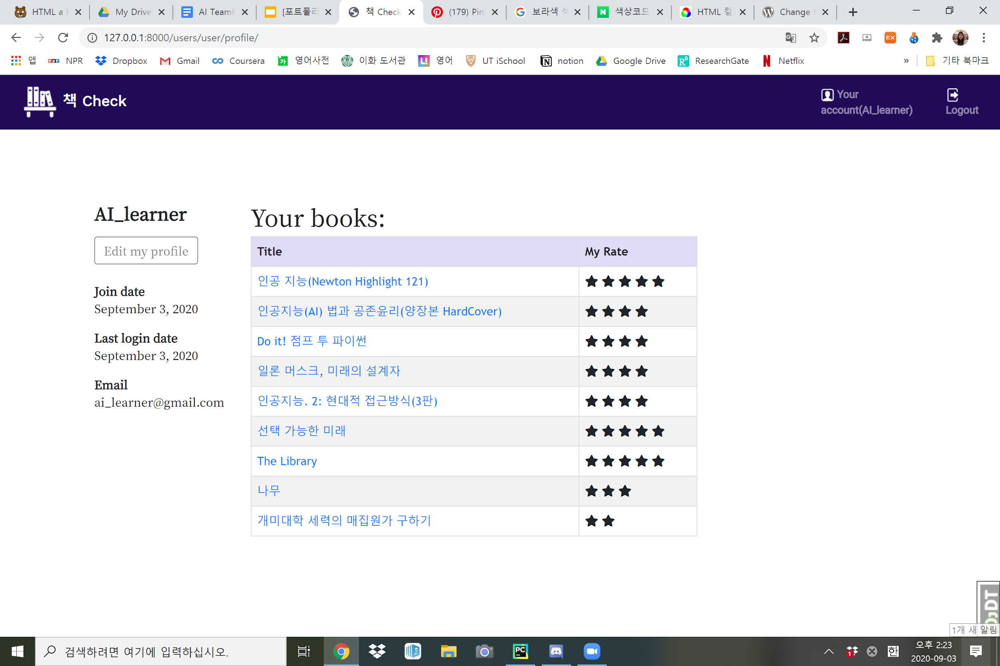 HTML a
My Drive
AI TeamP
[포트폴리
책 Check
(179) Pin
보라색
색상코드
HTML 컬
Change f
127.0.0.1:8000/users/user/profile/
앱 NPR Dropbox Gmail Coursera 영어사전 이화 도서관 영어 UT iSchool notion Google Drive ResearchGate Netflix » 기타 북마크
책 Check
Your
account(AI_learner)
Logout
AI_learner
Edit my profile
Join date
September 3, 2020
Last login date
September 3, 2020
Email
ai_learner@gmail.com
Your books:
Title My Rate
인공 지능(Newton Highlight 121)
인공지능(AI) 법과 공존윤리(양장본 HardCover)
Do it! 점프 투 파이썬
일론 머스크, 미래의 설계자
인공지능. 2: 현대적 접근방식(3판)
선택 가능한 미래
The Library
나무
개미대학 세력의 매집원가 구하기
DT
1개 새 알림
검색하려면 여기에 입력하십시오.
PC
1
한
오후 2:23
2020-09-03